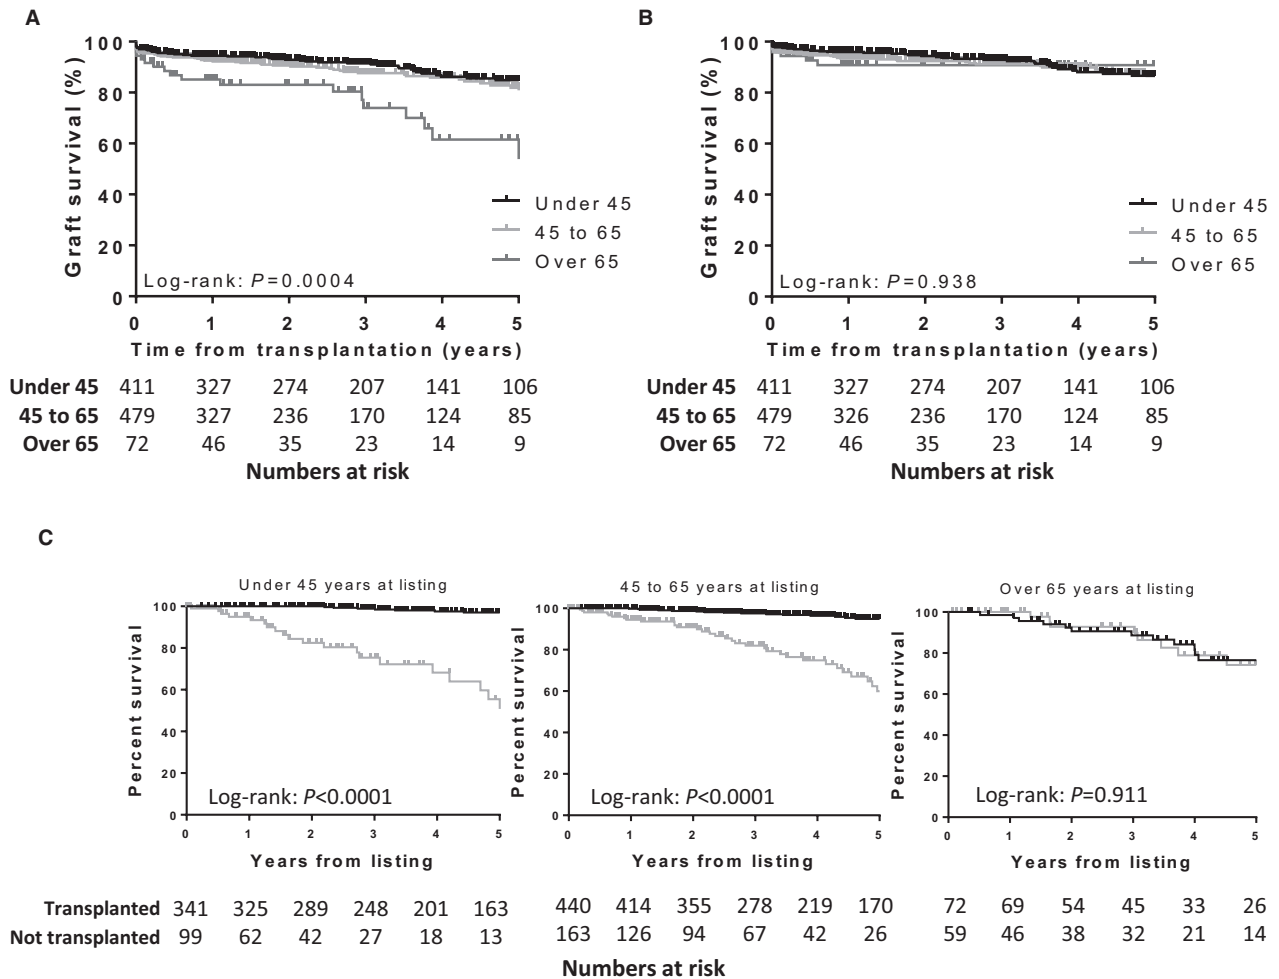 A
Graft survival (%)
100
80
60
40
20
0
Under 45
45 to 65
Over 65
Log-rank: P=0.0004
0 1 2 3 4 5
Time from transplantation (years)
Under 45 411 327 274 207 141 106
45 to 65 479 327 236 170 124 85
Over 65 72 46 35 23 14 9
Numbers at risk
B
Graft survival (%)
100
80
60
40
20
0
Under 45
45 to 65
Over 65
Log-rank: P=0.938
0 1 2 3 4 5
Time from transplantation (years)
Under 45 411 327 274 207 141 106
45 to 65 479 326 236 170 124 85
Over 65 72 46 35 23 14 9
Numbers at risk
C
Under 45 years at listing
Percent survival
100
80
60
40
20
0
Log-rank: P<0.0001
0 1 2 3 4 5
Years from listing
45 to 65 years at listing
Percent survival
100
80
60
40
20
0
Log-rank: P<0.0001
0 1 2 3 4 5
Years from listing
Over 65 years at listing
Percent survival
100
80
60
40
20
0
Log-rank: P=0.911
0 1 2 3 4 5
Years from listing
Transplanted 341 325 289 248 201 163 440 414 355 278 219 170 72 69 54 45 33 26
Not transplanted 99 62 42 27 18 13 163 126 94 67 42 26 59 46 38 32 21 14
Numbers at risk